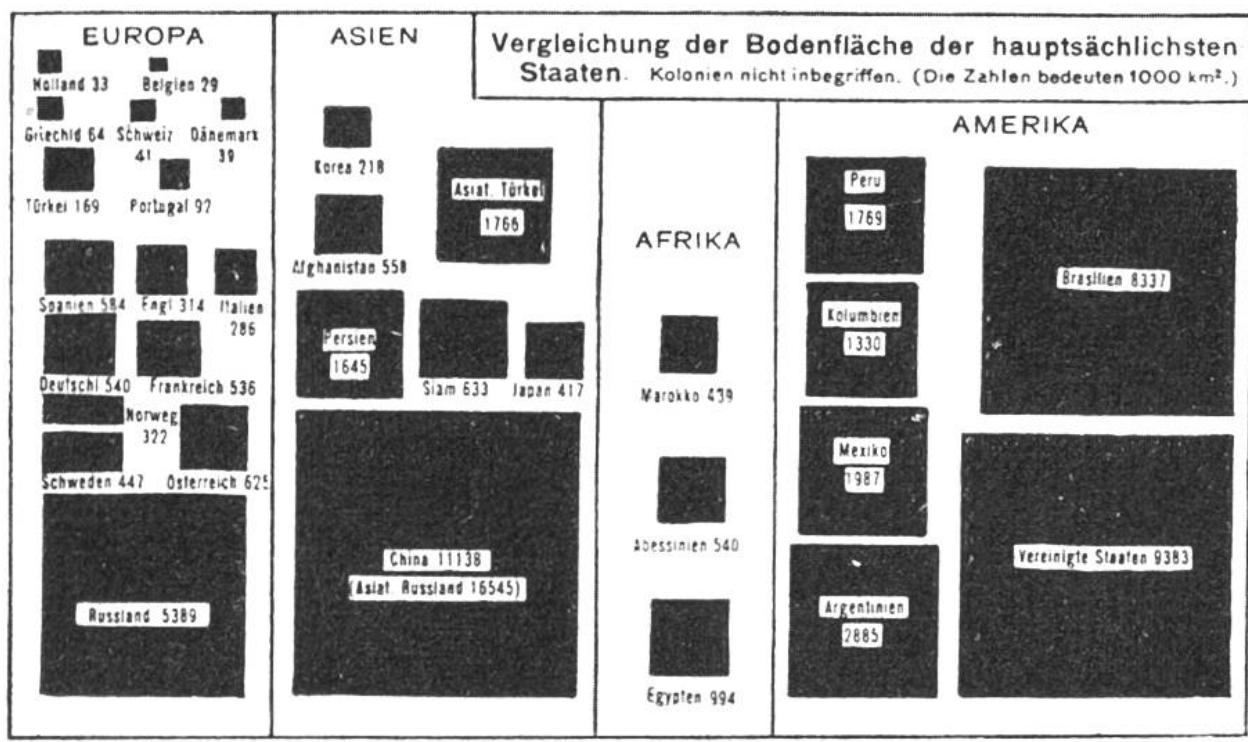 EUROPA
Holland 33 Belgien 29
Griechld 64 Schweiz 41 Dänemark 39
Türkei 169 Portugal 92
Spanien 584 Engl 314 Italien 286
Deutschl 540 Frankreich 536
Norweg. 322
Schweden 447 Österreich 625
Russland 5389
ASIEN
Korea 218
Asiat. Türkei
1766
Afghanistan 558
Persien
1645
Siam 633 Japan 417
China 11138
(Asiat. Russland 16545)
Vergleichung der Bodenfläche der hauptsächlichsten
Staaten. Kolonien nicht inbegriffen. (Die Zahlen bedeuten 1000 km².)
AFRIKA
Marokko 439
Abessinien 540
Egypten 994
AMERIKA
Peru
1769
Brasilien 8337
Kolumbien
1330
Mexiko
1987
Vereinigte Staaten 9383
Argentinien
2885